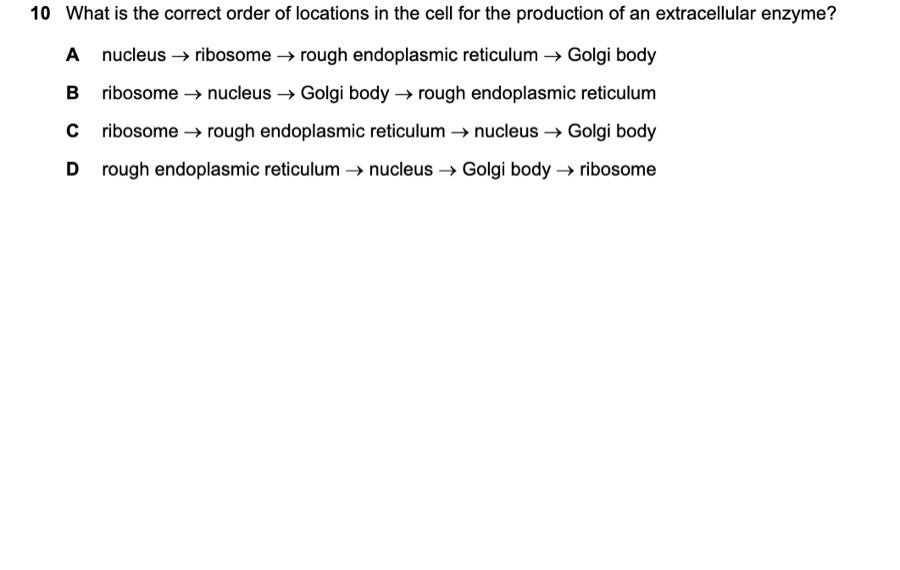 10 What is the correct order of locations in the cell for the production of an extracellular enzyme?
A nucleus → ribosome → rough endoplasmic reticulum → Golgi body
B ribosome → nucleus → Golgi body → rough endoplasmic reticulum
C ribosome → rough endoplasmic reticulum → nucleus → Golgi body
D rough endoplasmic reticulum → nucleus → Golgi body → ribosome